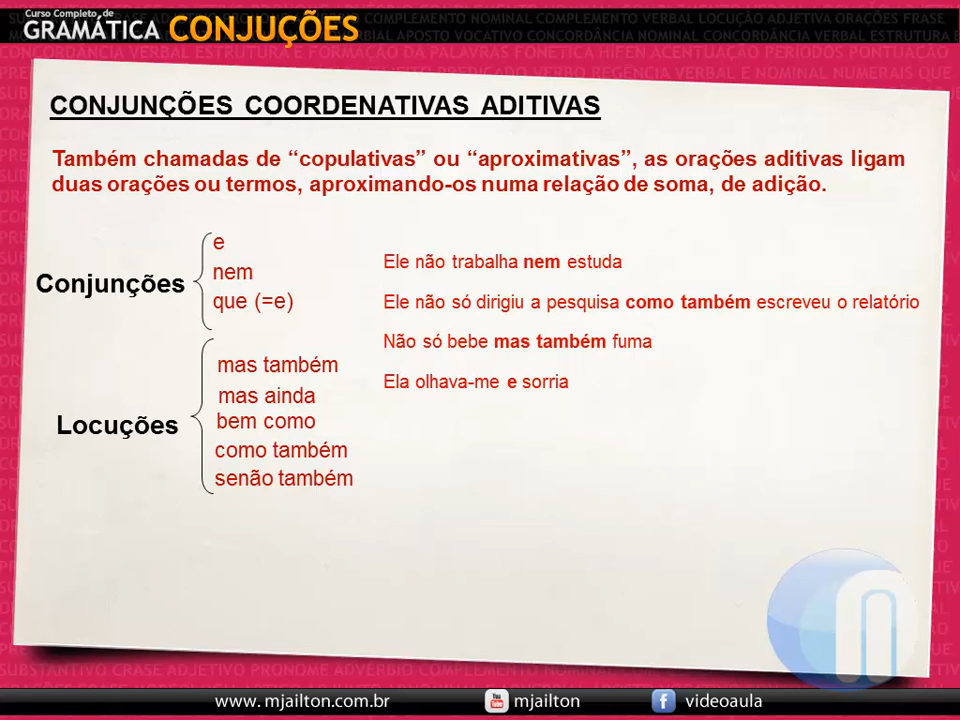 Curso Completo de
GRAMÁTICA CONJUÇÕES
CONJUNÇÕES COORDENATIVAS ADITIVAS
Também chamadas de “copulativas” ou “aproximativas”, as orações aditivas ligam
duas orações ou termos, aproximando-os numa relação de soma, de adição.
Conjunções
e
nem
que (=e)
Locuções
mas também
mas ainda
bem como
como também
senão também
Ele não trabalha nem estuda
Ele não só dirigiu a pesquisa como também escreveu o relatório
Não só bebe mas também fuma
Ela olhava-me e sorria
www. mjailton.com.br
You Tube mjailton
f videoaula